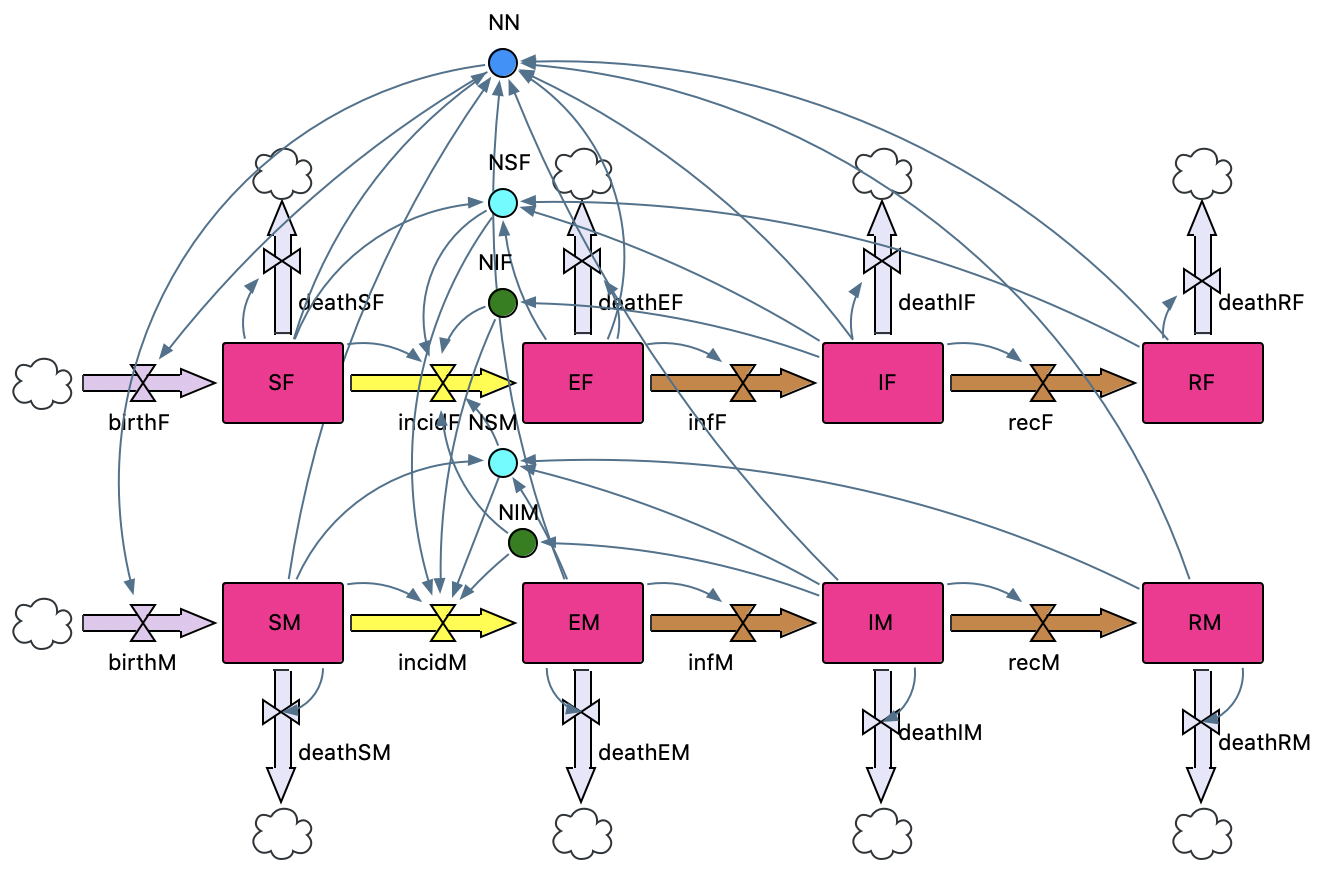 NN
NSF
NIF
deathSF
deathEF
deathIF
deathRF
SF
EF
IF
RF
birthF
incidF
NSM
infF
recF
NIM
SM
EM
IM
RM
birthM
incidM
infM
recM
deathSM
deathEM
deathIM
deathRM